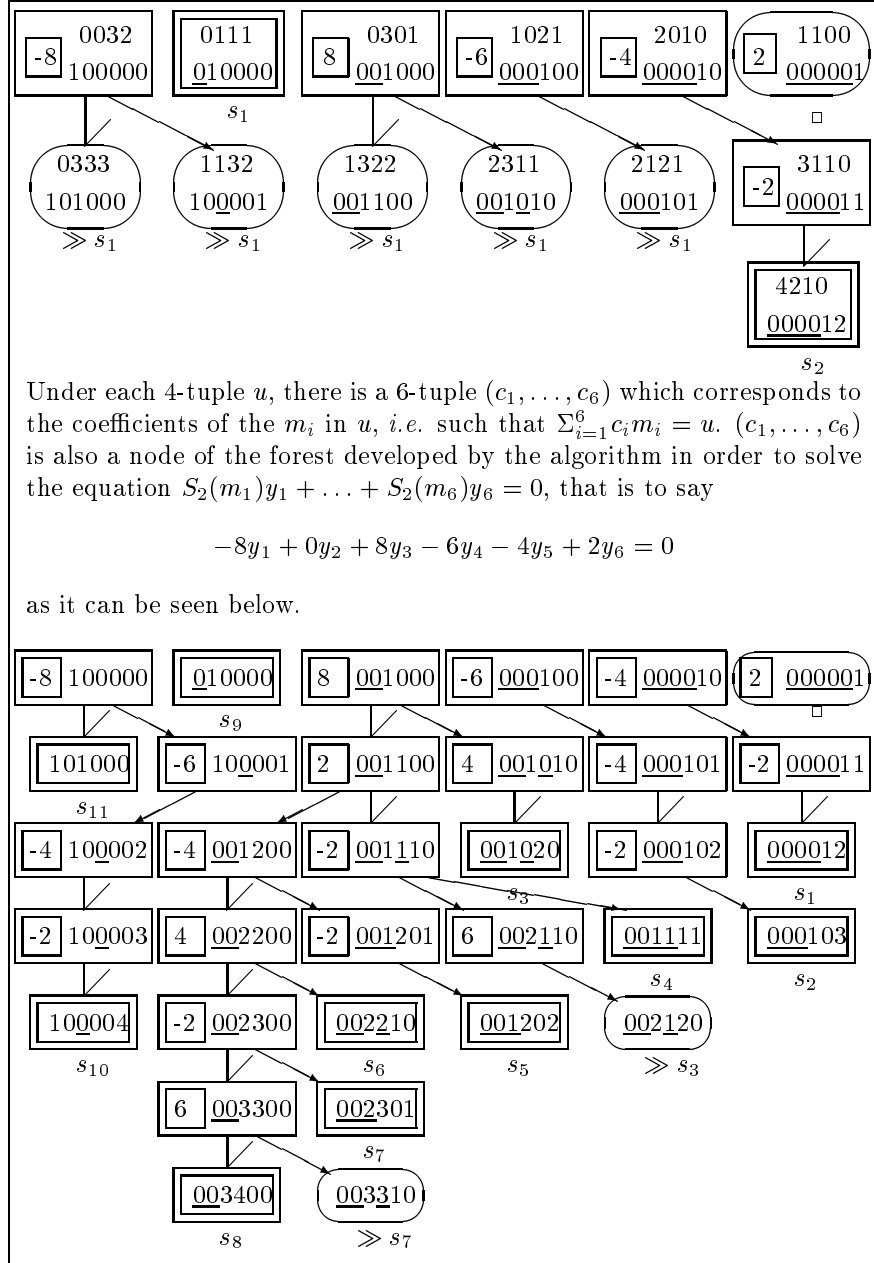 0032 0111 0301 1021 2010 1100
-8 100000 010000 8 001000 -6 000100 -4 000010 2 000001
s₁ □
0333 1132 1322 2311 2121 -2 3110
101000 100001 001100 001010 000101 000011
≫ s₁ ≫ s₁ ≫ s₁ ≫ s₁ ≫ s₁
4210
000012
s₂
Under each 4-tuple u, there is a 6-tuple (c₁, . . . , c₆) which corresponds to
the coefficients of the mᵢ in u, i.e. such that Σ⁶ᵢ₌₁cᵢmᵢ = u. (c₁, . . . , c₆)
is also a node of the forest developed by the algorithm in order to solve
the equation S₂(m₁)y₁ + . . . + S₂(m₆)y₆ = 0, that is to say
−8y₁ + 0y₂ + 8y₃ − 6y₄ − 4y₅ + 2y₆ = 0
as it can be seen below.
-8 100000 010000 8 001000 -6 000100 -4 000010 2 000001
s₉ □
101000 -6 100001 2 001100 4 001010 -4 000101 -2 000011
s₁₁
-4 100002 -4 001200 -2 001110 001020 -2 000102 000012
s₃ s₁
-2 100003 4 002200 -2 001201 6 002110 001111 000103
s₄ s₂
100004 -2 002300 002210 001202 002120
s₁₀ s₆ s₅ ≫ s₃
6 003300 002301
s₇
003400 003310
s₈ ≫ s₇